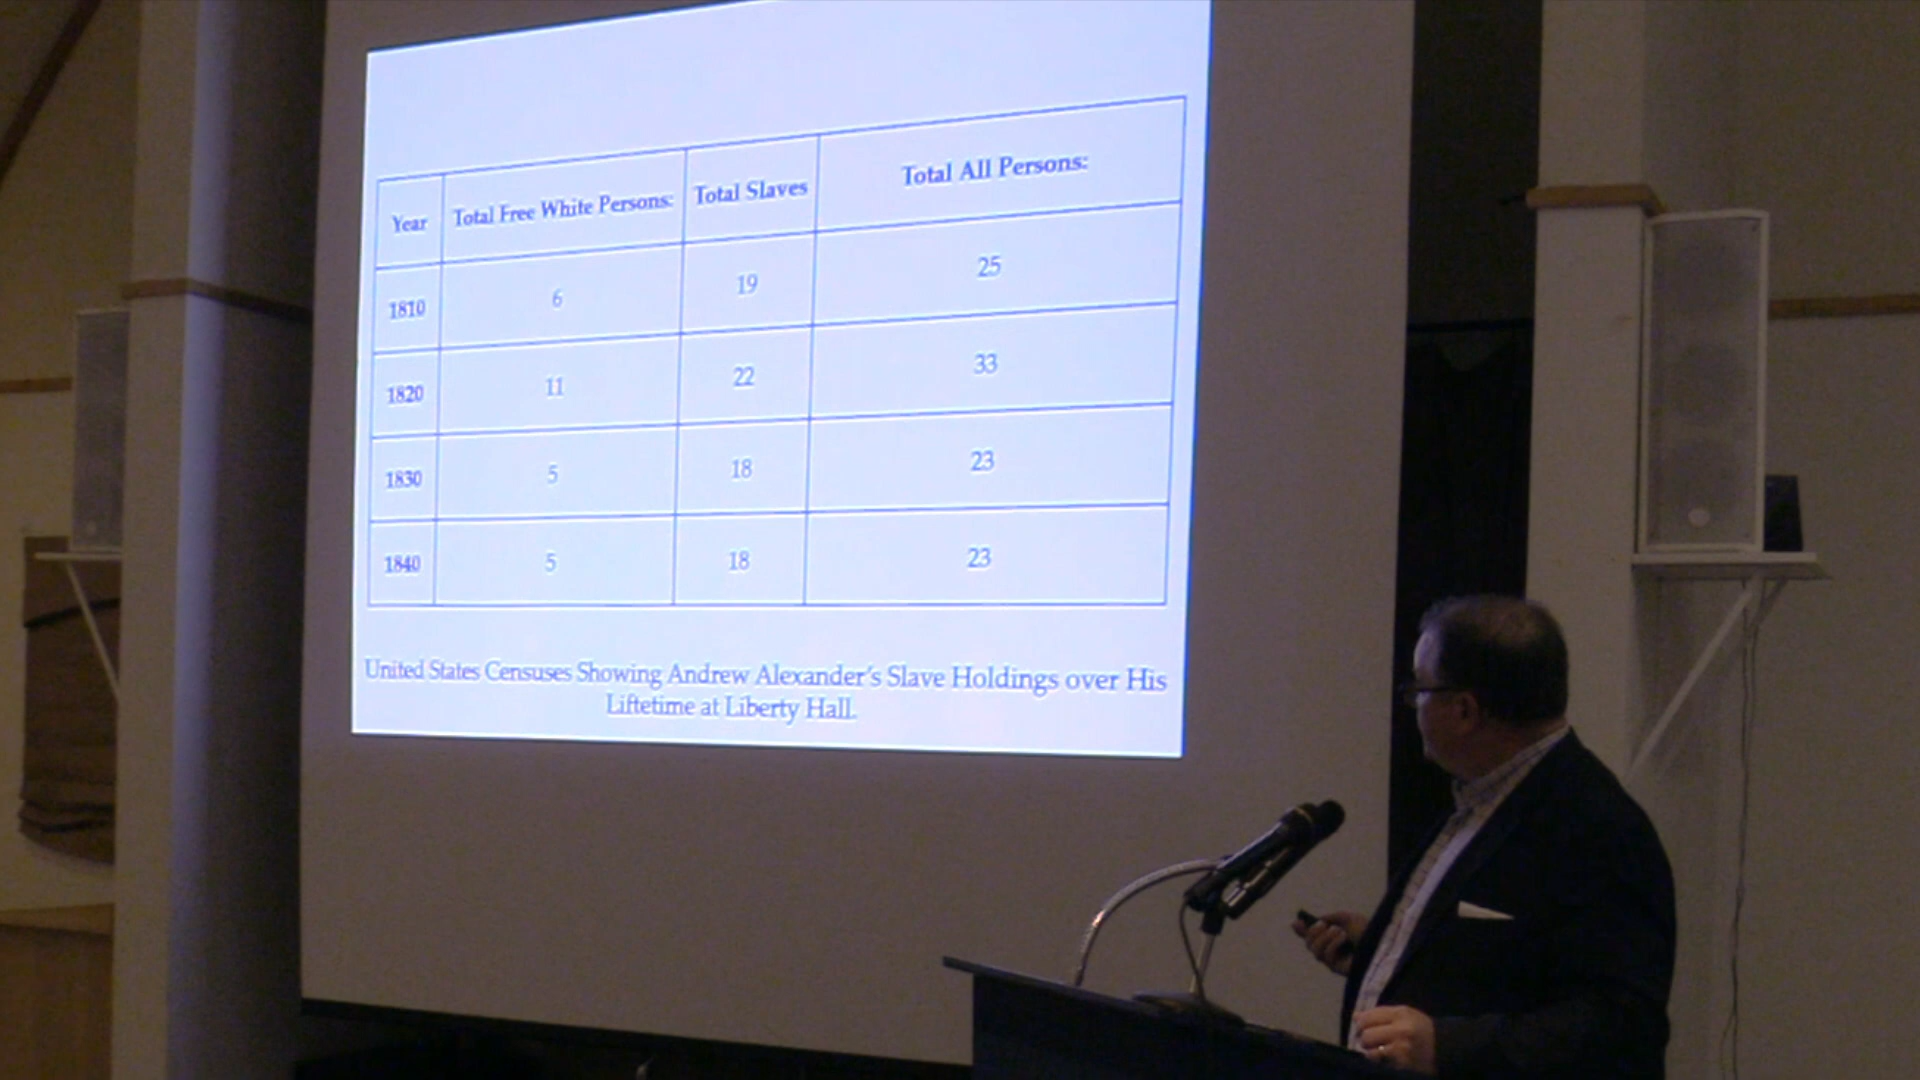 Year Total Free White Persons: Total Slaves Total All Persons:
1810 6 19 25
1820 11 22 33
1830 5 18 23
1840 5 18 23
United States Censuses Showing Andrew Alexander's Slave Holdings over His
Liftetime at Liberty Hall.